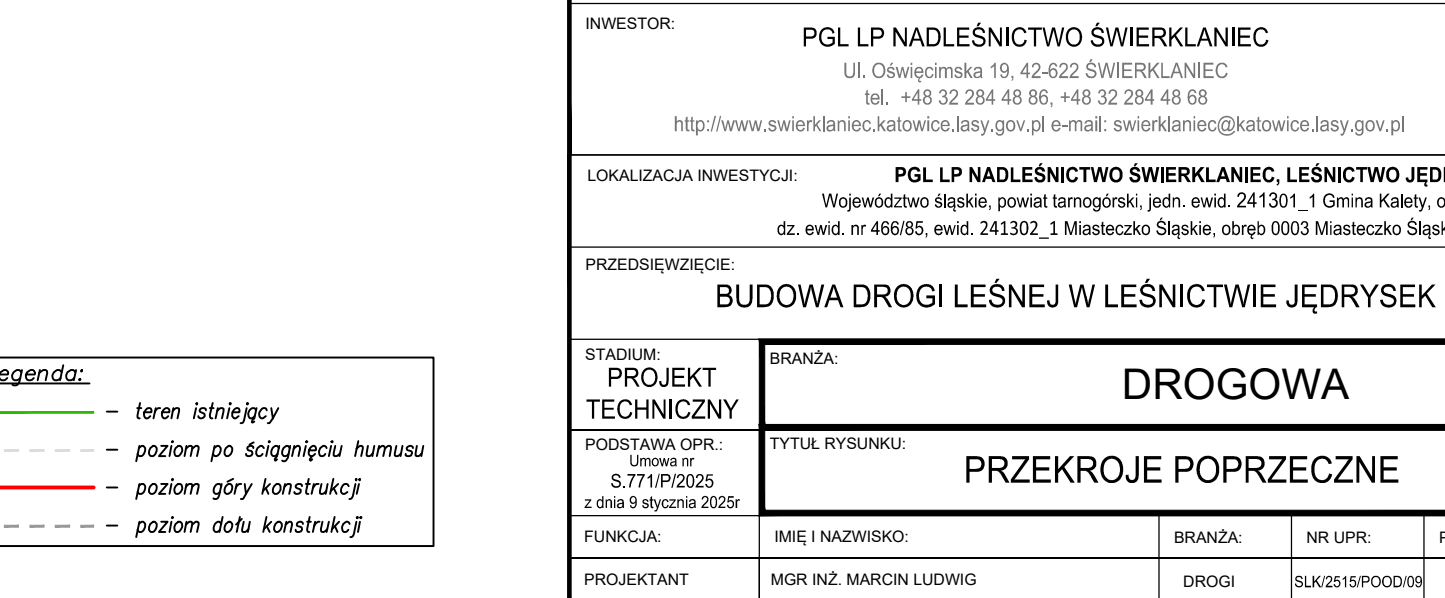 egenda:
– teren istniejący
– poziom po ściągnięciu humusu
– poziom góry konstrukcji
– poziom dołu konstrukcji
INWESTOR:
PGL LP NADLEŚNICTWO ŚWIERKLANIEC
Ul. Oświęcimska 19, 42-622 ŚWIERKLANIEC
tel. +48 32 284 48 86, +48 32 284 48 68
http://www.swierklaniec.katowice.lasy.gov.pl e-mail: swierklaniec@katowice.lasy.gov.pl
LOKALIZACJA INWESTYCJI: PGL LP NADLEŚNICTWO ŚWIERKLANIEC, LEŚNICTWO JĘD
Województwo śląskie, powiat tarnogórski, jedn. ewid. 241301_1 Gmina Kalety, o
dz. ewid. nr 466/85, ewid. 241302_1 Miasteczko Śląskie, obręb 0003 Miasteczko Śląsk
PRZEDSIĘWZIĘCIE:
BUDOWA DROGI LEŚNEJ W LEŚNICTWIE JĘDRYSEK
STADIUM:
PROJEKT
TECHNICZNY
BRANŻA:
DROGOWA
PODSTAWA OPR.:
Umowa nr
S.771/P/2025
z dnia 9 stycznia 2025r
TYTUŁ RYSUNKU:
PRZEKROJE POPRZECZNE
FUNKCJA: IMIĘ I NAZWISKO: BRANŻA: NR UPR:
PROJEKTANT MGR INŻ. MARCIN LUDWIG DROGI SLK/2515/POOD/09